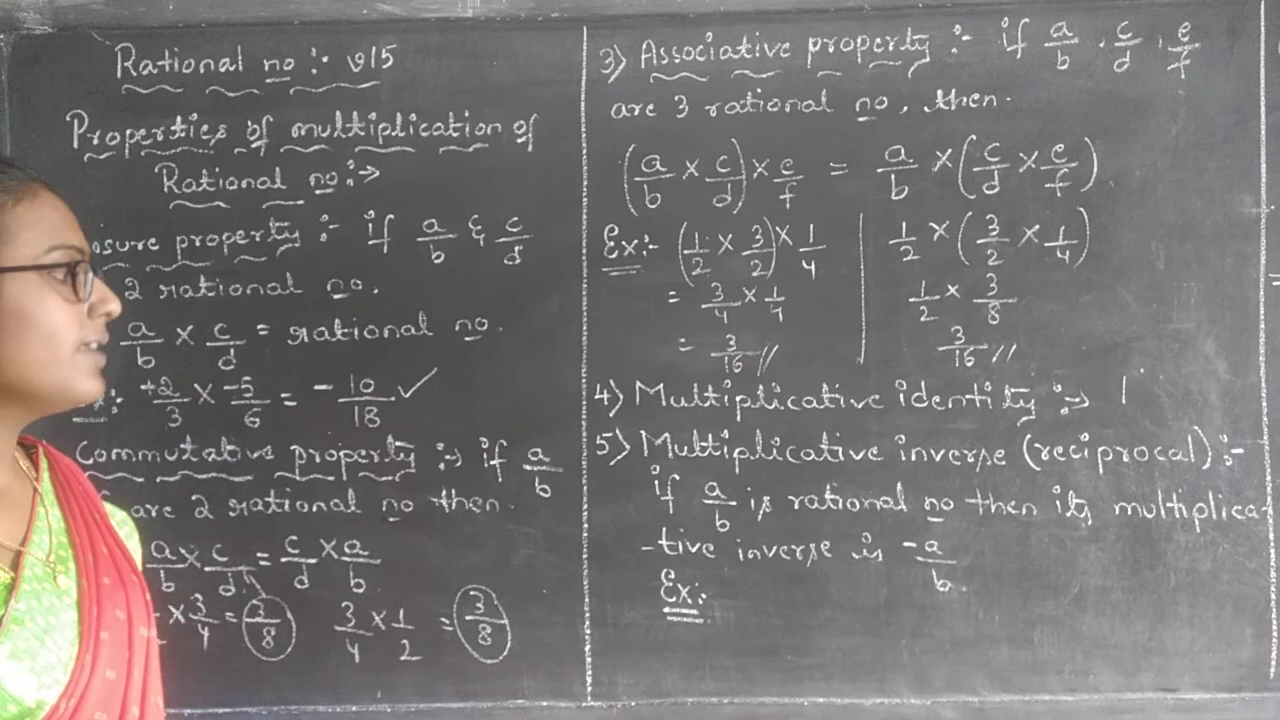 Rational no :- v15
Properties of multiplication of
Rational no :->
osure property :- if a/b & c/d
2 rational no.
a/b × c/d = rational no.
Ex:- +2/3 × -5/6 = -10/18 ✓
Commutative property :-> if a/b
are 2 rational no then.
a/b × c/d = c/d × a/b
× 3/4 = 3/8 3/4 × 1/2 = 3/8
3) Associative property :- if a/b , c/d , e/f
are 3 rational no, then.
(a/b × c/d) × e/f = a/b × (c/d × e/f)
Ex:- (1/2 × 3/2) × 1/4 | 1/2 × (3/2 × 1/4)
= 3/4 × 1/4 | 1/2 × 3/8
= 3/16 // | 3/16 //
4) Multiplicative identity :-> 1
5) Multiplicative inverse (reciprocal) :-
if a/b is rational no then its multiplica-
-tive inverse is -a/b.
Ex:-